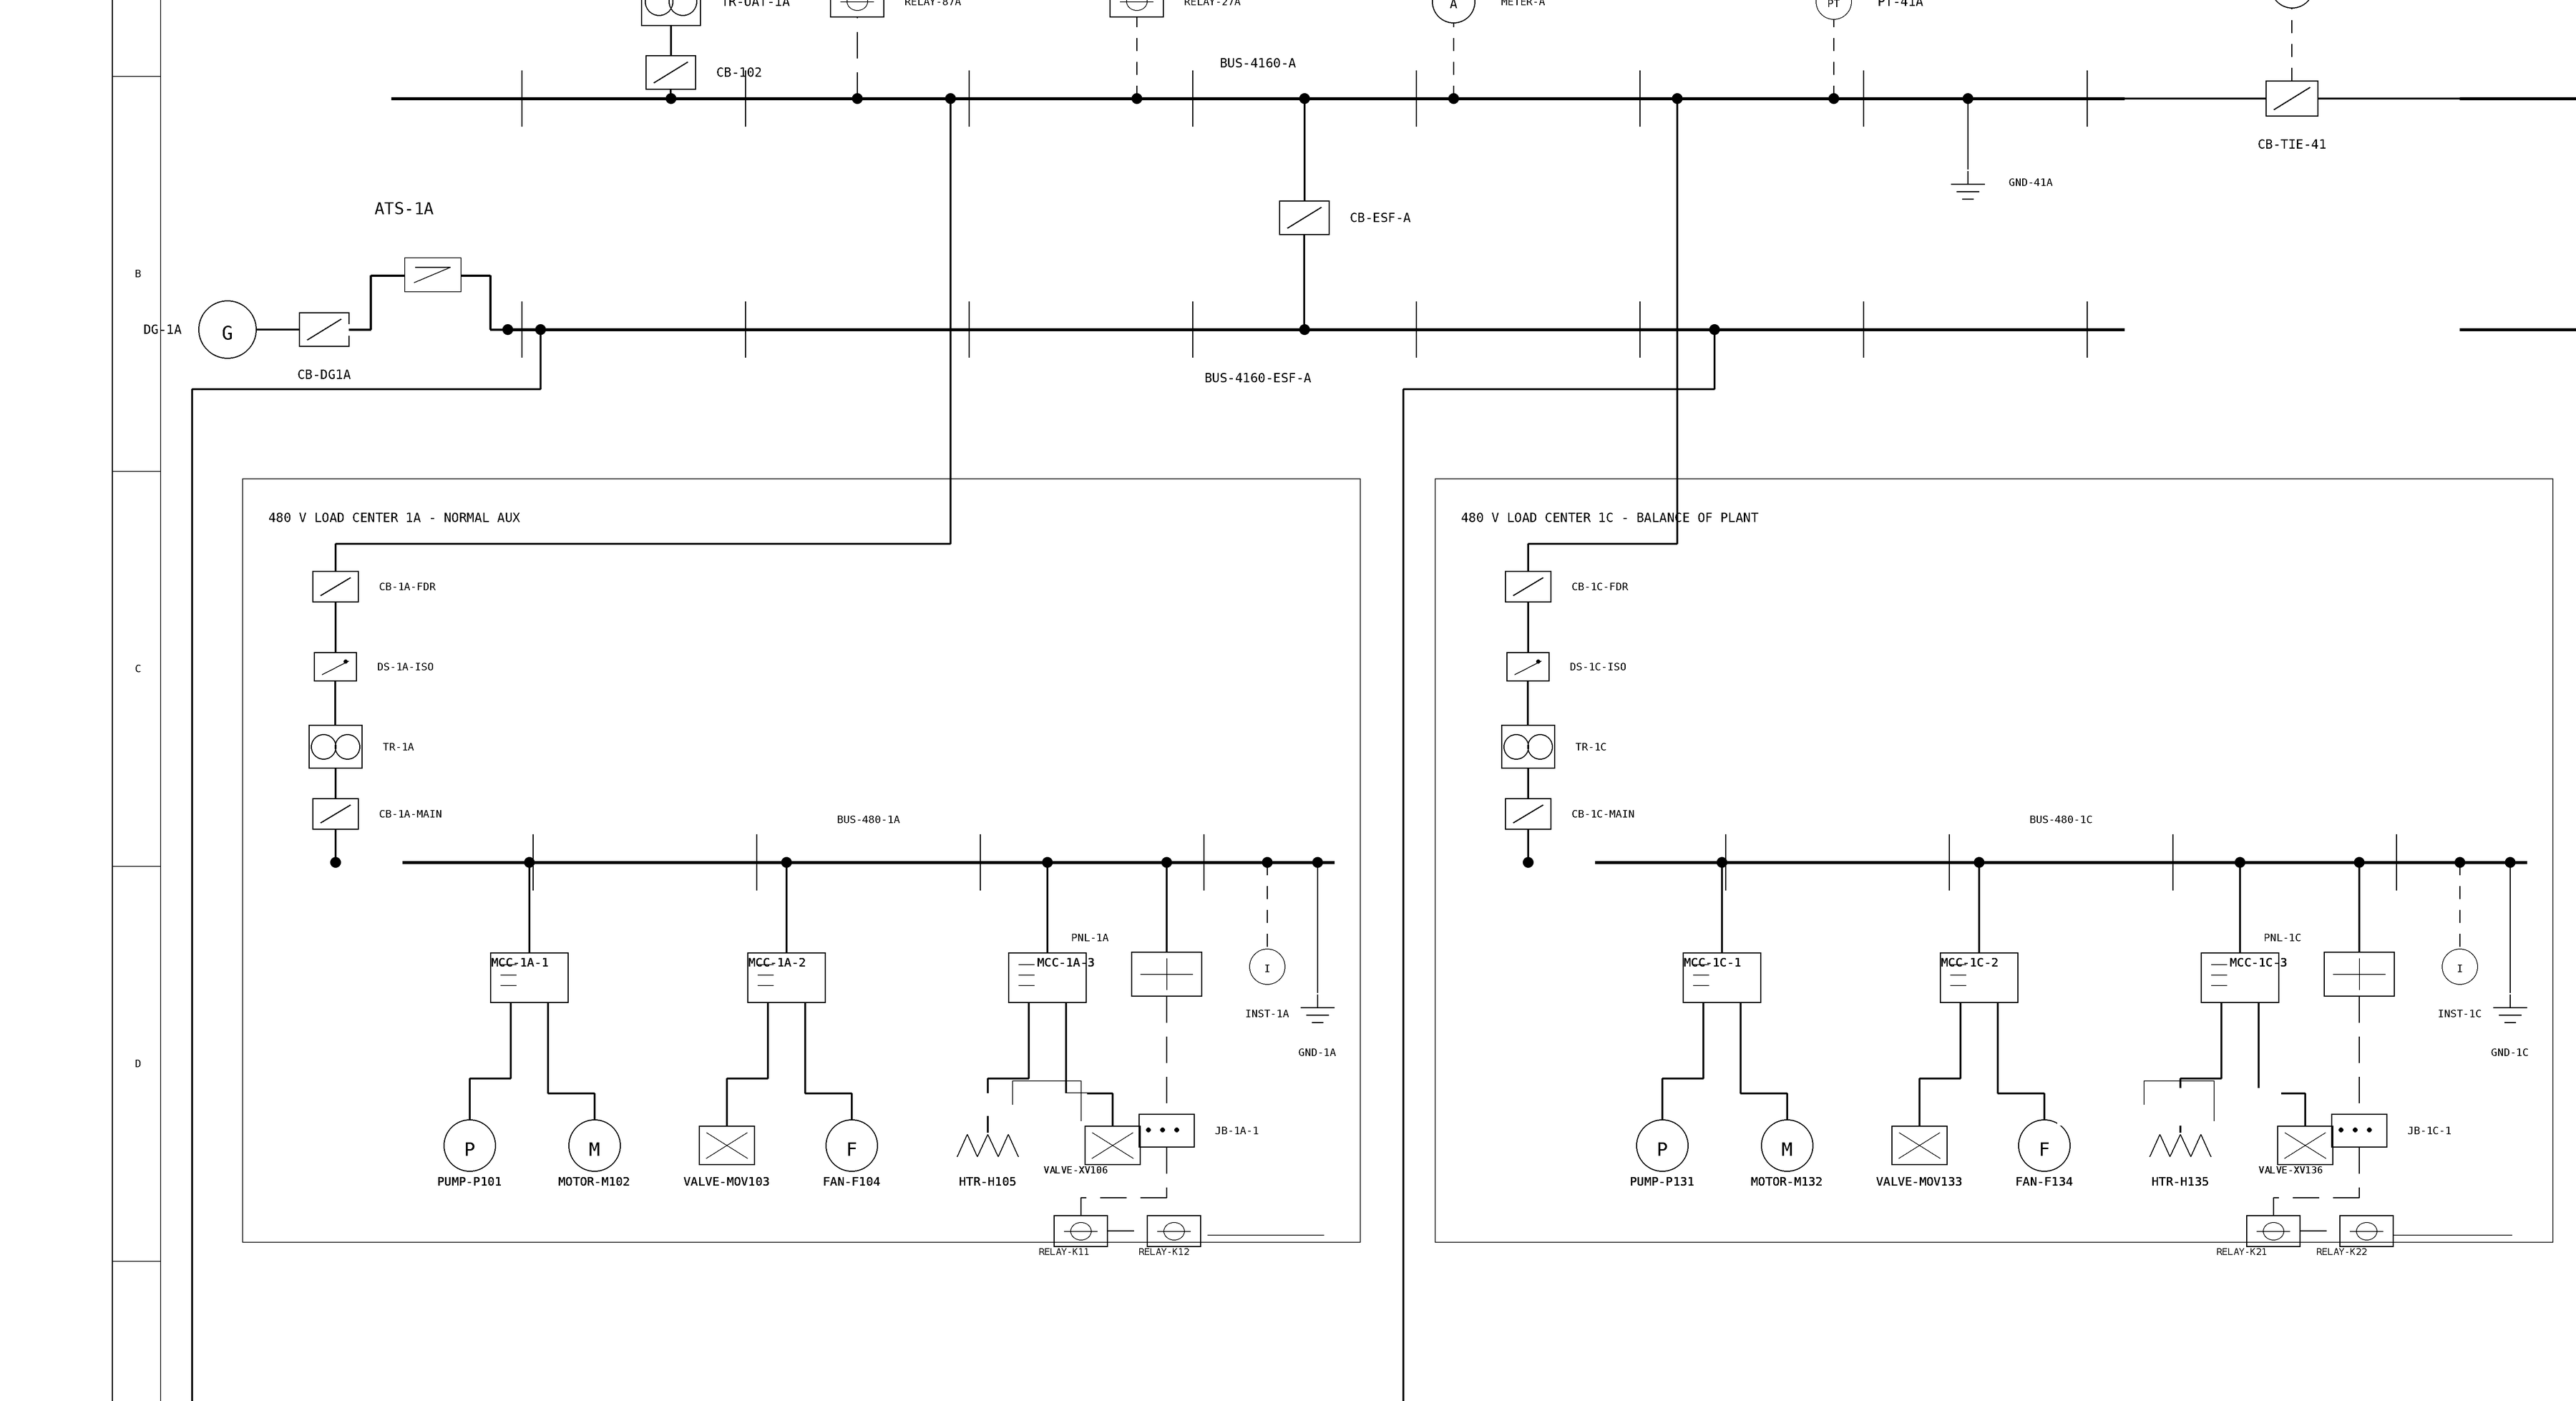 TR-UAT-1A
RELAY-87A
RELAY-27A
A
METER-A
PT
PT-41A
CB-102
BUS-4160-A
CB-TIE-41
GND-41A
ATS-1A
CB-ESF-A
B
DG-1A
G
CB-DG1A
BUS-4160-ESF-A
480 V LOAD CENTER 1A - NORMAL AUX
480 V LOAD CENTER 1C - BALANCE OF PLANT
CB-1A-FDR
CB-1C-FDR
C
DS-1A-ISO
DS-1C-ISO
TR-1A
TR-1C
CB-1A-MAIN
CB-1C-MAIN
BUS-480-1A
BUS-480-1C
PNL-1A
PNL-1C
MCC-1A-1
MCC-1A-2
MCC-1A-3
I
MCC-1C-1
MCC-1C-2
MCC-1C-3
I
INST-1A
INST-1C
GND-1A
GND-1C
D
JB-1A-1
JB-1C-1
P
M
F
P
M
F
VALVE-XV106
VALVE-XV136
PUMP-P101
MOTOR-M102
VALVE-MOV103
FAN-F104
HTR-H105
PUMP-P131
MOTOR-M132
VALVE-MOV133
FAN-F134
HTR-H135
RELAY-K11
RELAY-K12
RELAY-K21
RELAY-K22